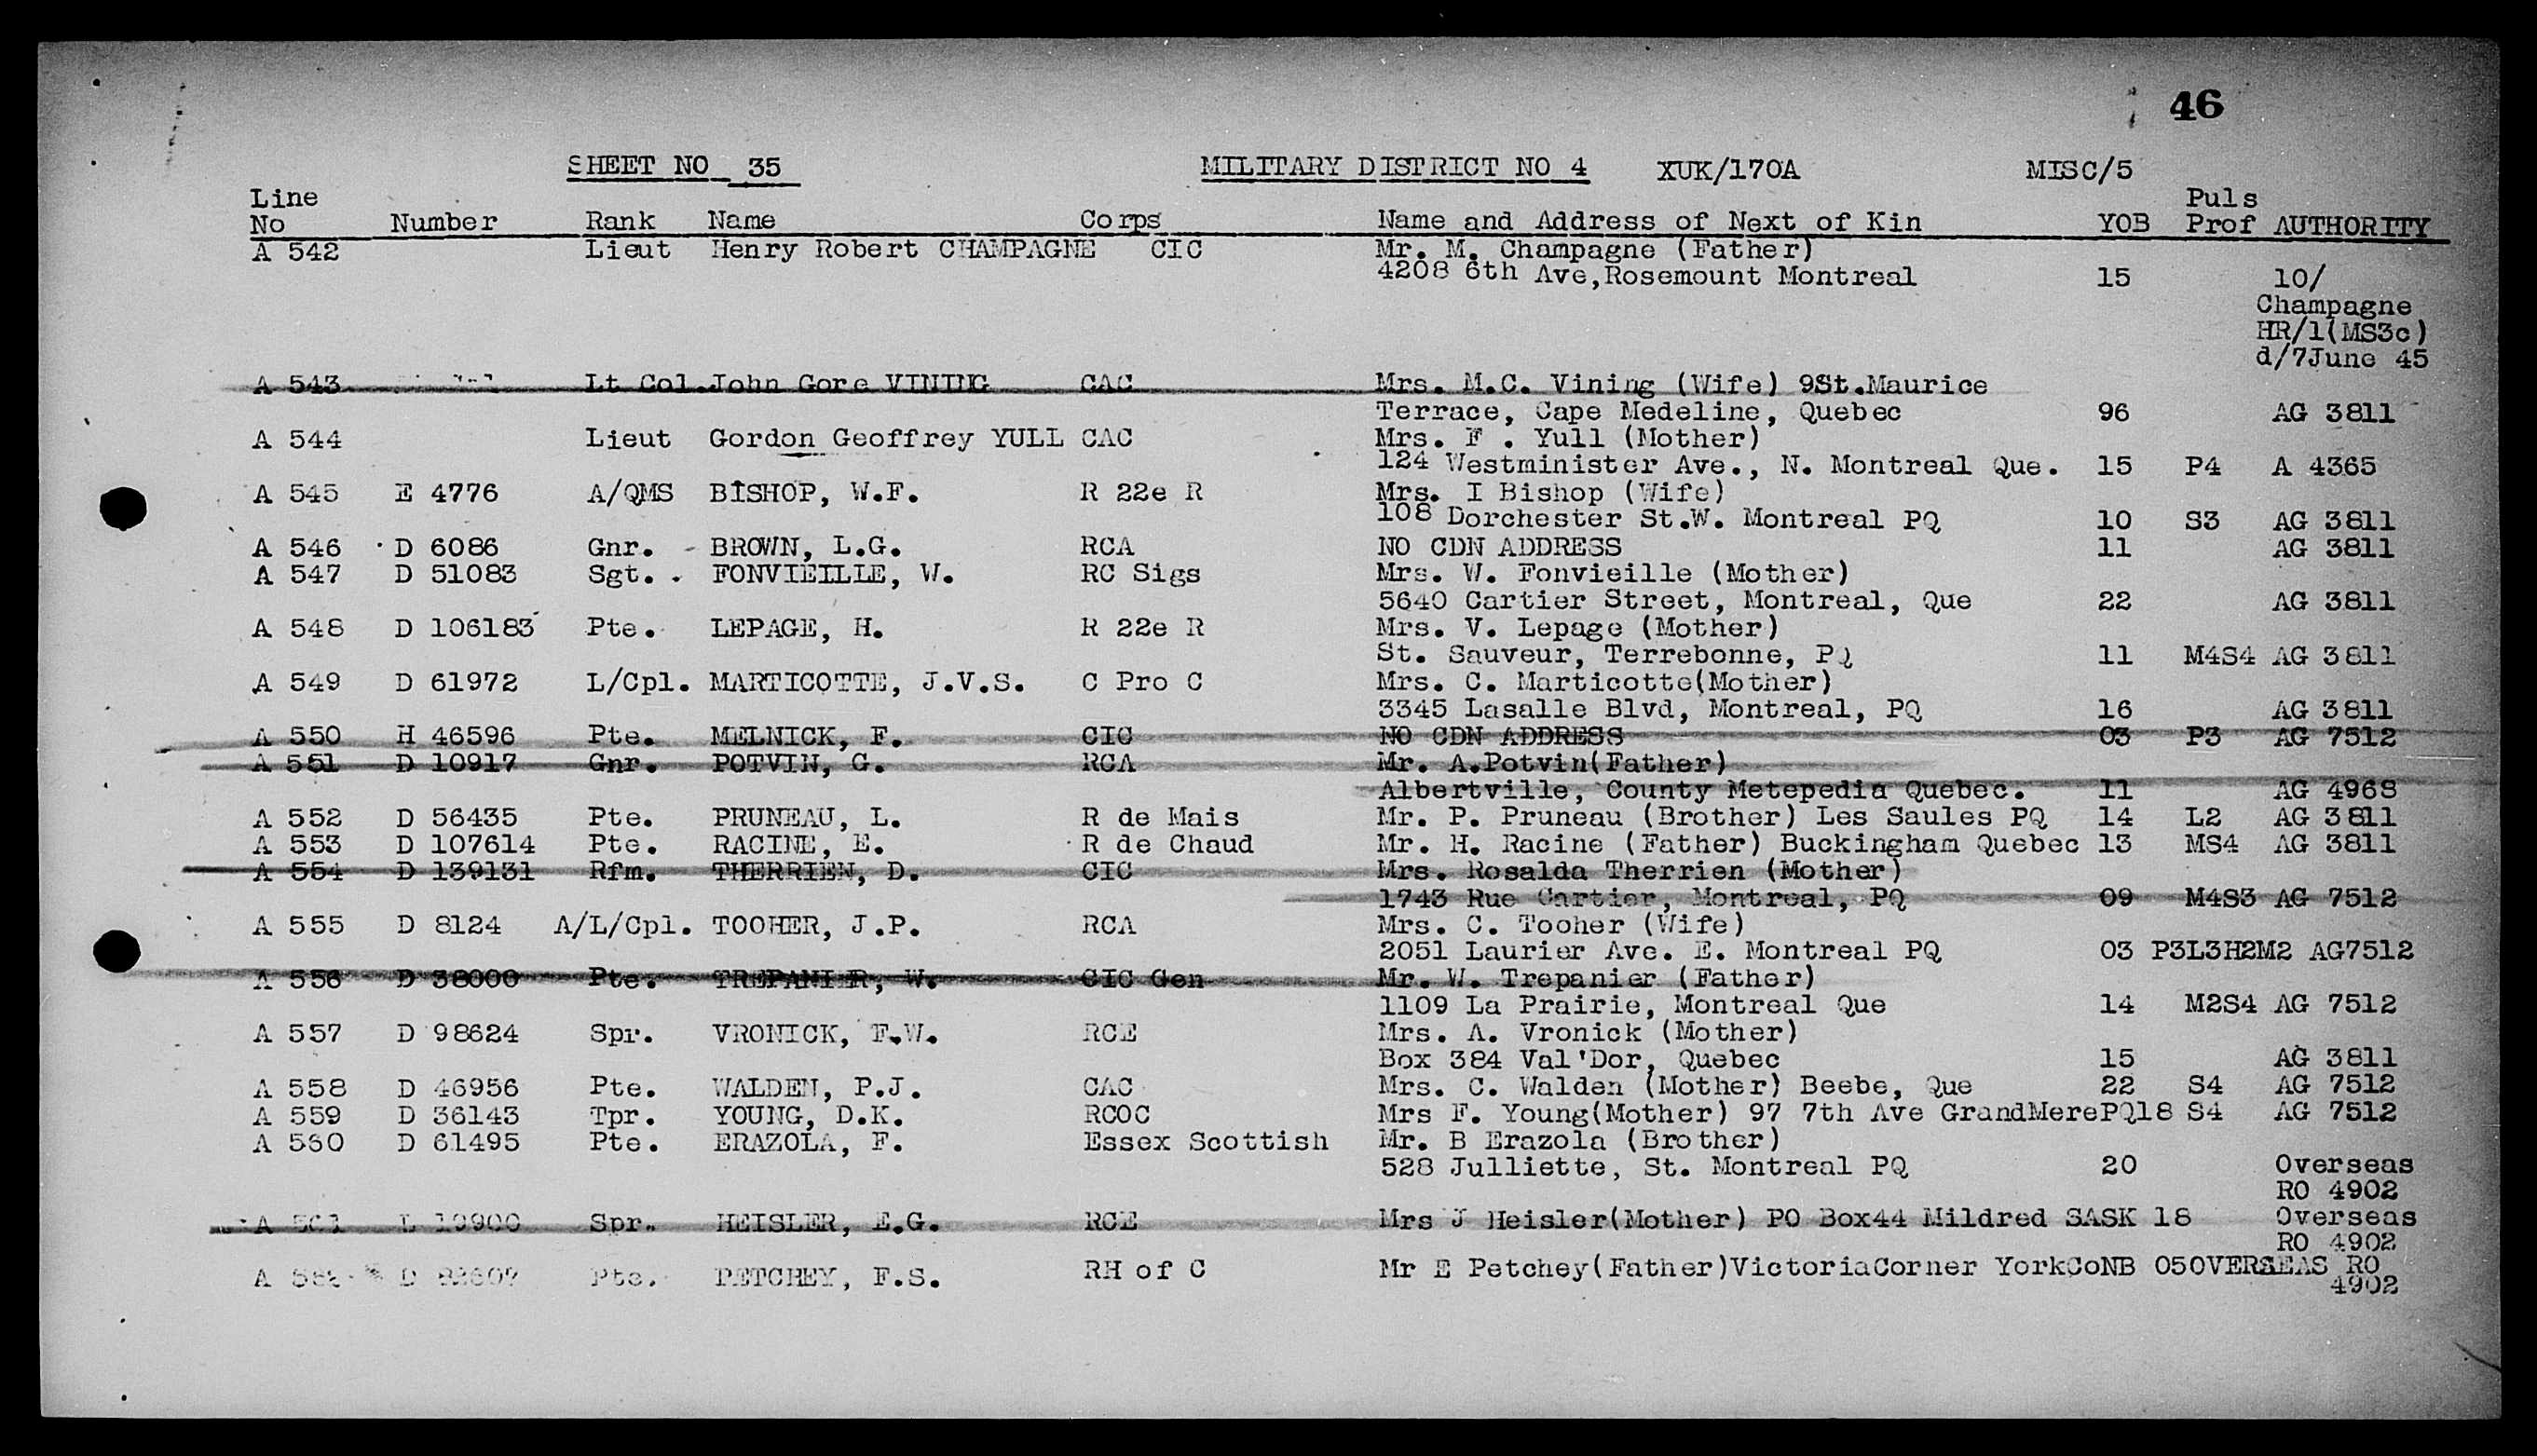 46
SHEET NO 35 MILITARY DISTRICT NO 4 XUK/170A MISC/5
Line Puls
No Number Rank Name Corps Name and Address of Next of Kin YOB Prof AUTHORITY
A 542 Lieut Henry Robert CHAMPAGNE CIC Mr. M. Champagne (Father)
4208 6th Ave,Rosemount Montreal 15 10/
Champagne
HR/1(MS3c)
d/7June 45
A 543 Lt Col John Gore VINING CAC Mrs. M.C. Vining (Wife) 9St.Maurice
Terrace, Cape Medeline, Quebec 96 AG 3811
A 544 Lieut Gordon Geoffrey YULL CAC Mrs. F . Yull (Mother)
124 Westminister Ave., N. Montreal Que. 15 P4 A 4365
A 545 E 4776 A/QMS BISHOP, W.F. R 22e R Mrs. I Bishop (Wife)
108 Dorchester St.W. Montreal PQ 10 S3 AG 3811
A 546 D 6086 Gnr. BROWN, L.G. RCA NO CDN ADDRESS 11 AG 3811
A 547 D 51083 Sgt. FONVIEILLE, W. RC Sigs Mrs. W. Fonvieille (Mother)
5640 Cartier Street, Montreal, Que 22 AG 3811
A 548 D 106183 Pte. LEPAGE, H. R 22e R Mrs. V. Lepage (Mother)
St. Sauveur, Terrebonne, PQ 11 M4S4 AG 3811
A 549 D 61972 L/Cpl. MARTICOTTE, J.V.S. C Pro C Mrs. C. Marticotte(Mother)
3345 Lasalle Blvd, Montreal, PQ 16 AG 3811
A 550 H 46596 Pte. MELNICK, F. CIC NO CDN ADDRESS 03 P3 AG 7512
A 551 D 10917 Gnr. POTVIN, G. RCA Mr. A.Potvin(Father)
Albertville, County Metepedia Quebec. 11 AG 4968
A 552 D 56435 Pte. PRUNEAU, L. R de Mais Mr. P. Pruneau (Brother) Les Saules PQ 14 L2 AG 3811
A 553 D 107614 Pte. RACINE, E. R de Chaud Mr. H. Racine (Father) Buckingham Quebec 13 MS4 AG 3811
A 554 D 139131 Rfm. THERRIEN, D. CIC Mrs. Rosalda Therrien (Mother)
1743 Rue Cartier, Montreal, PQ 09 M4S3 AG 7512
A 555 D 8124 A/L/Cpl. TOOHER, J.P. RCA Mrs. C. Tooher (Wife)
2051 Laurier Ave. E. Montreal PQ 03 P3L3H2M2 AG7512
A 556 D 38000 Pte. TREPANIER, W. CIC Gen Mr. W. Trepanier (Father)
1109 La Prairie, Montreal Que 14 M2S4 AG 7512
A 557 D 98624 Spr. VRONICK, F.W. RCE Mrs. A. Vronick (Mother)
Box 384 Val'Dor, Quebec 15 AG 3811
A 558 D 46956 Pte. WALDEN, P.J. CAC Mrs. C. Walden (Mother) Beebe, Que 22 S4 AG 7512
A 559 D 36143 Tpr. YOUNG, D.K. RCOC Mrs F. Young(Mother) 97 7th Ave GrandMerePQ18 S4 AG 7512
A 560 D 61495 Pte. ERAZOLA, F. Essex Scottish Mr. B Erazola (Brother)
528 Julliette, St. Montreal PQ 20 Overseas
RO 4902
A 561 L Spr. HEISLER, E.G. RCE Mrs J Heisler(Mother) PO Box44 Mildred SASK 18 Overseas
RO 4902
A 562 D Pte. PETCHEY, F.S. RH of C Mr E Petchey(Father)VictoriaCorner YorkCoNB 05OVERSEAS RO
4902